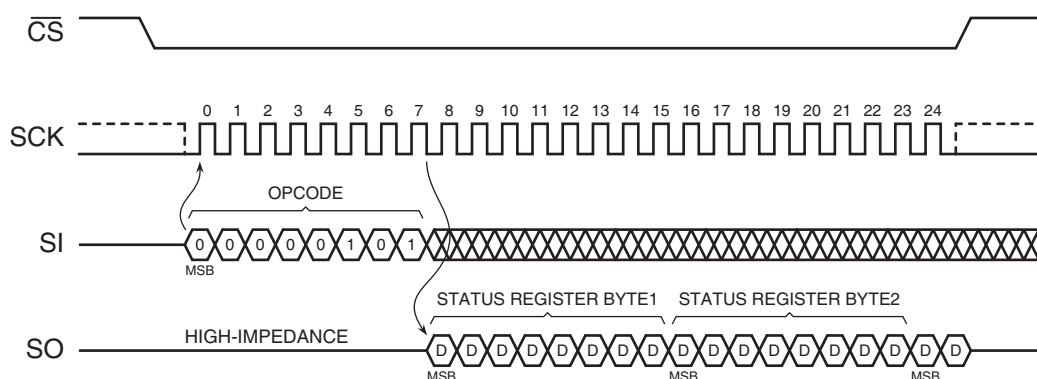 CS
0 1 2 3 4 5 6 7 8 9 10 11 12 13 14 15 16 17 18 19 20 21 22 23 24
SCK
OPCODE
SI 0 0 0 0 0 1 0 1
MSB
STATUS REGISTER BYTE1 STATUS REGISTER BYTE2
HIGH-IMPEDANCE
SO D D D D D D D D D D D D D D D D D D
MSB MSB MSB